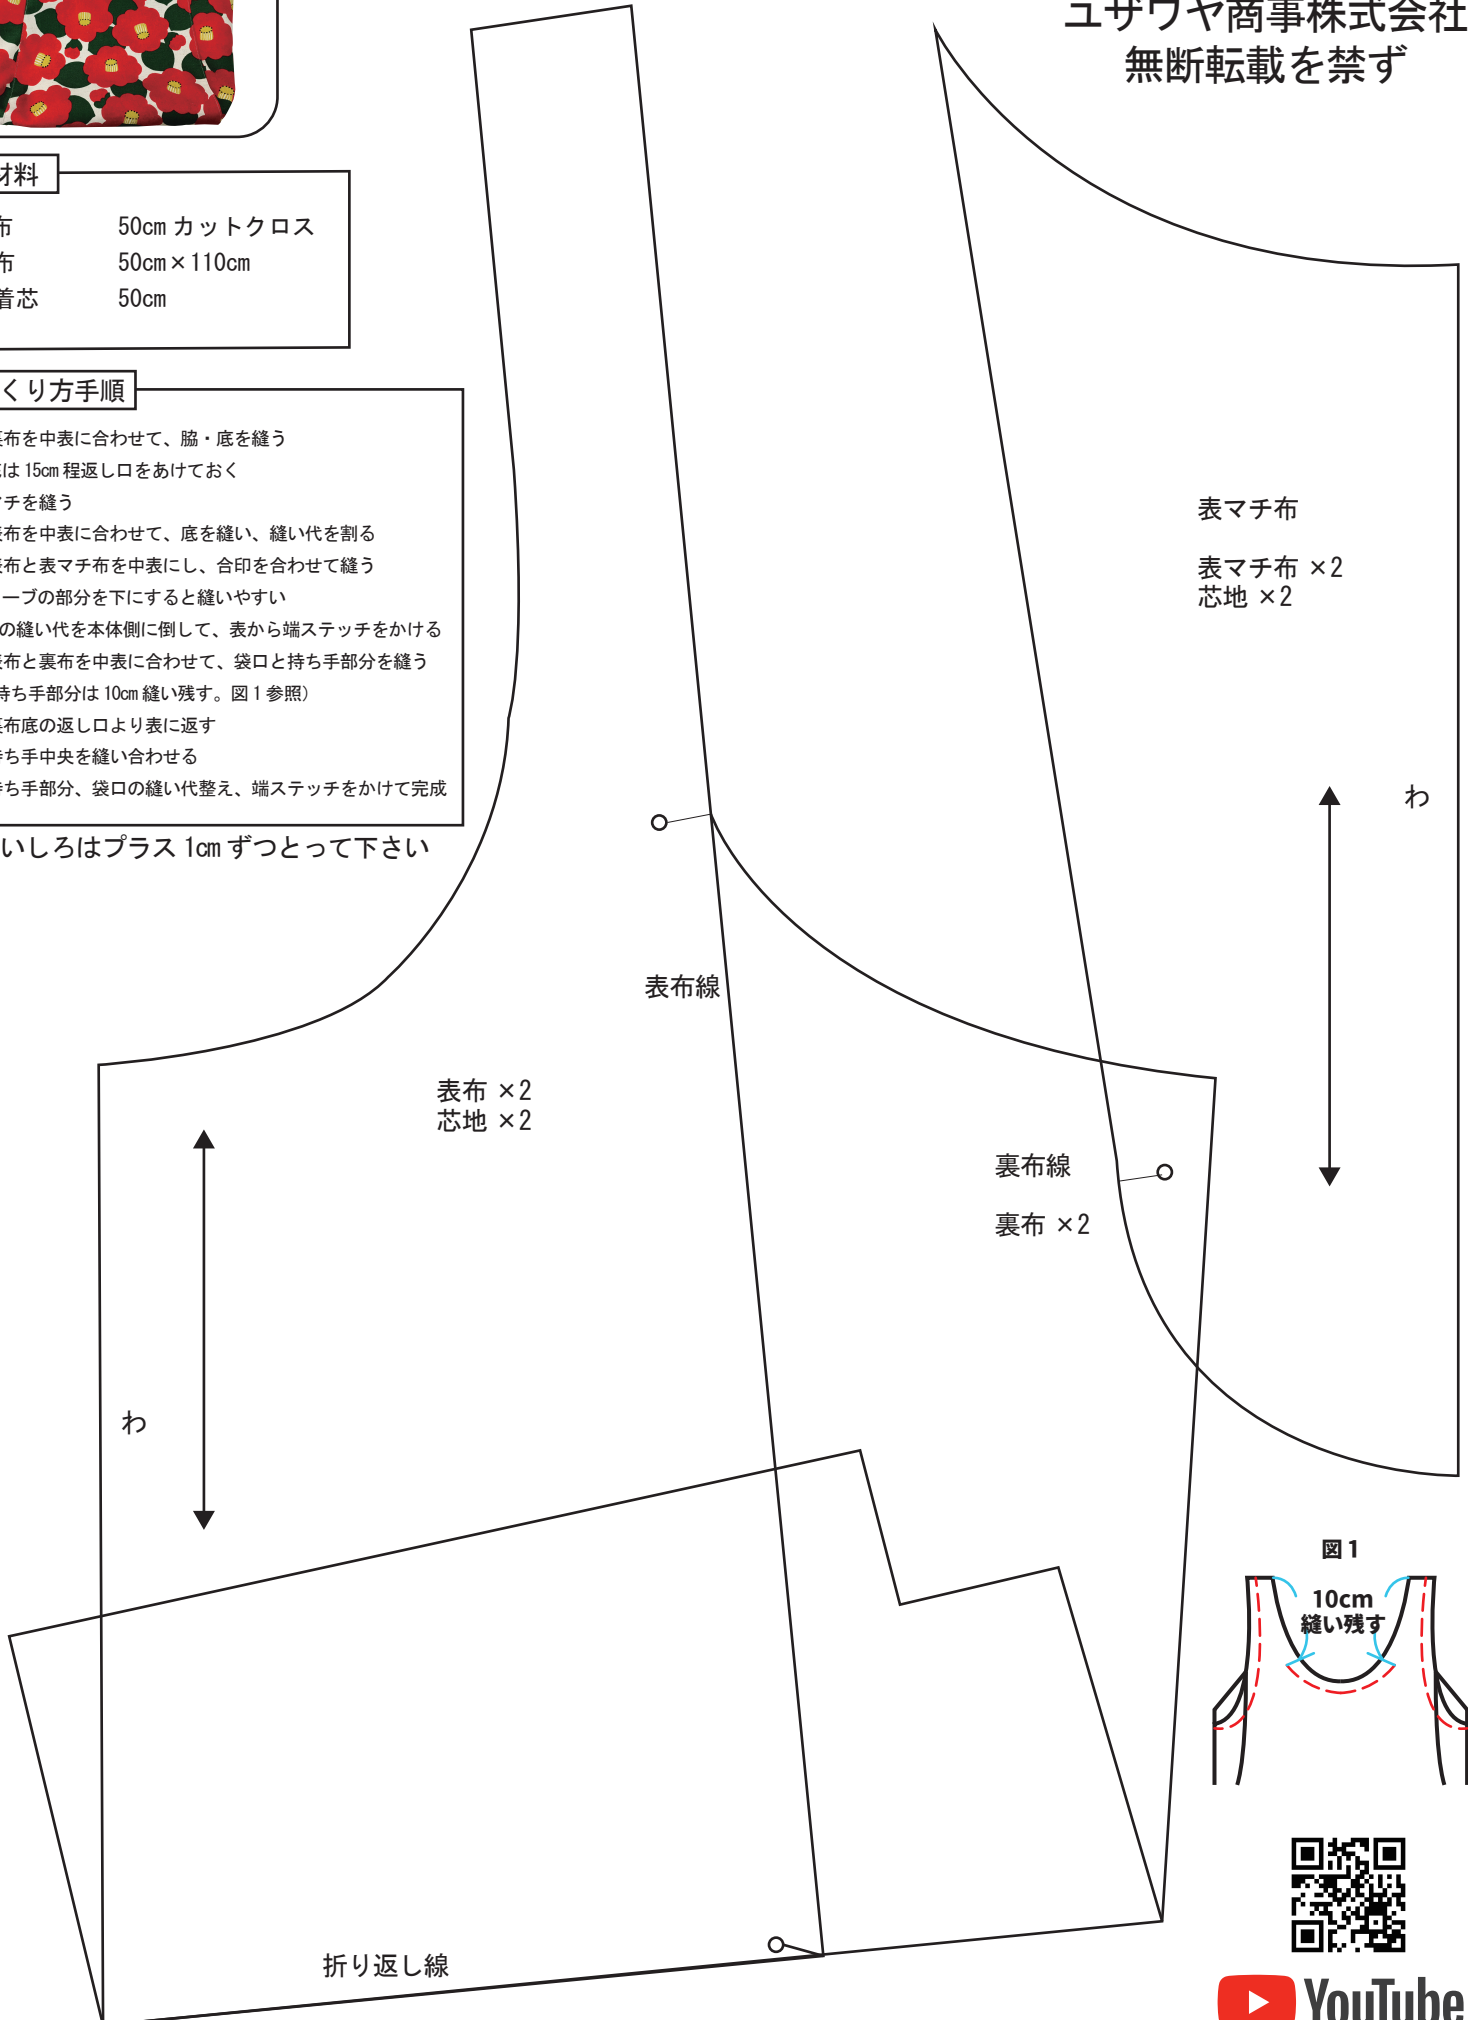 ユザワヤ商事株式会社
無断転載を禁ず
材料
布 50cm カットクロス
布 50cm×110cm
着芯 50cm
くり方手順
布を中表に合わせて、脇・底を縫う
は 15cm 程返し口をあけておく
チを縫う
布を中表に合わせて、底を縫い、縫い代を割る
布と表マチ布を中表にし、合印を合わせて縫う
ーブの部分を下にすると縫いやすい
の縫い代を本体側に倒して、表から端ステッチをかける
布と裏布を中表に合わせて、袋口と持ち手部分を縫う
持ち手部分は 10cm 縫い残す。図 1 参照)
布底の返し口より表に返す
ち手中央を縫い合わせる
ち手部分、袋口の縫い代整え、端ステッチをかけて完成
いしろはプラス 1cm ずつとって下さい
表マチ布
表マチ布 ×2
芯地 ×2
わ
表布線
表布 ×2
芯地 ×2
裏布線
裏布 ×2
わ
図 1
10cm
縫い残す
折り返し線
YouTube